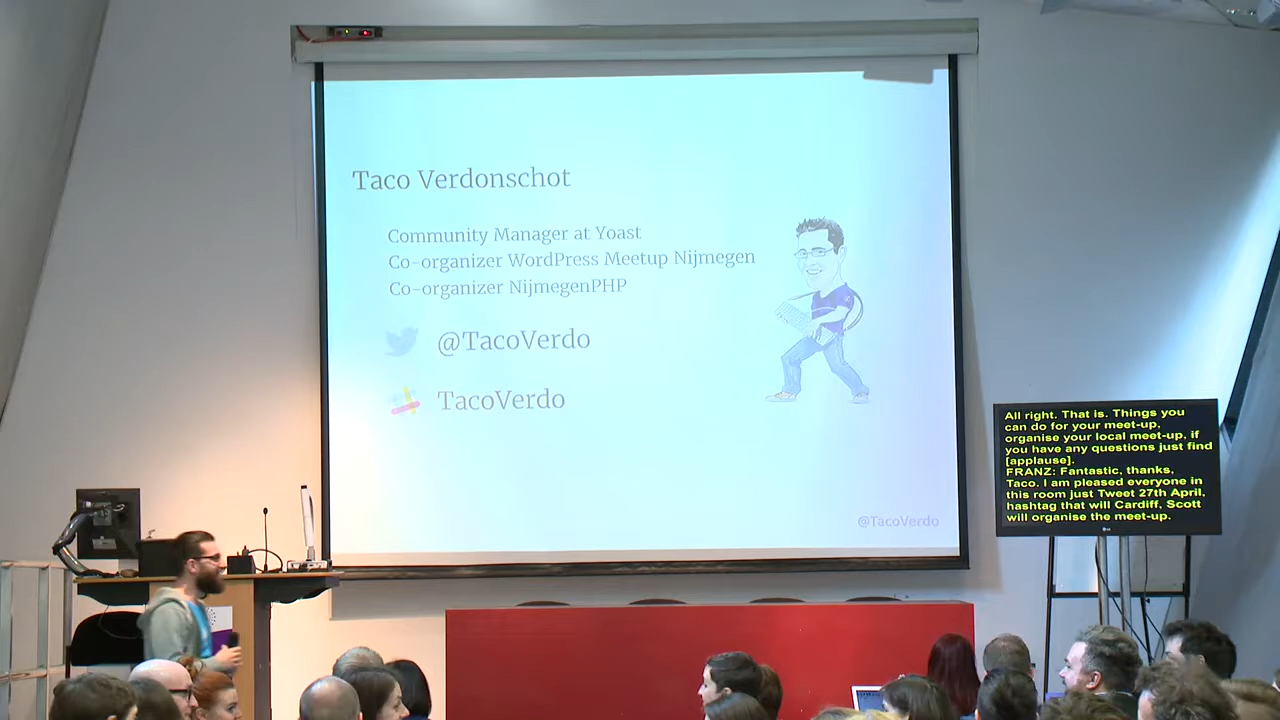 Taco Verdonschot
Community Manager at Yoast
Co-organizer WordPress Meetup Nijmegen
Co-organizer NijmegenPHP
@TacoVerdo
TacoVerdo
@TacoVerdo
All right. That is. Things you
can do for your meet-up,
organise your local meet-up, if
you have any questions just find
[applause].
FRANZ: Fantastic, thanks,
Taco. I am pleased everyone in
this room just Tweet 27th April,
hashtag that will Cardiff, Scott
will organise the meet-up.